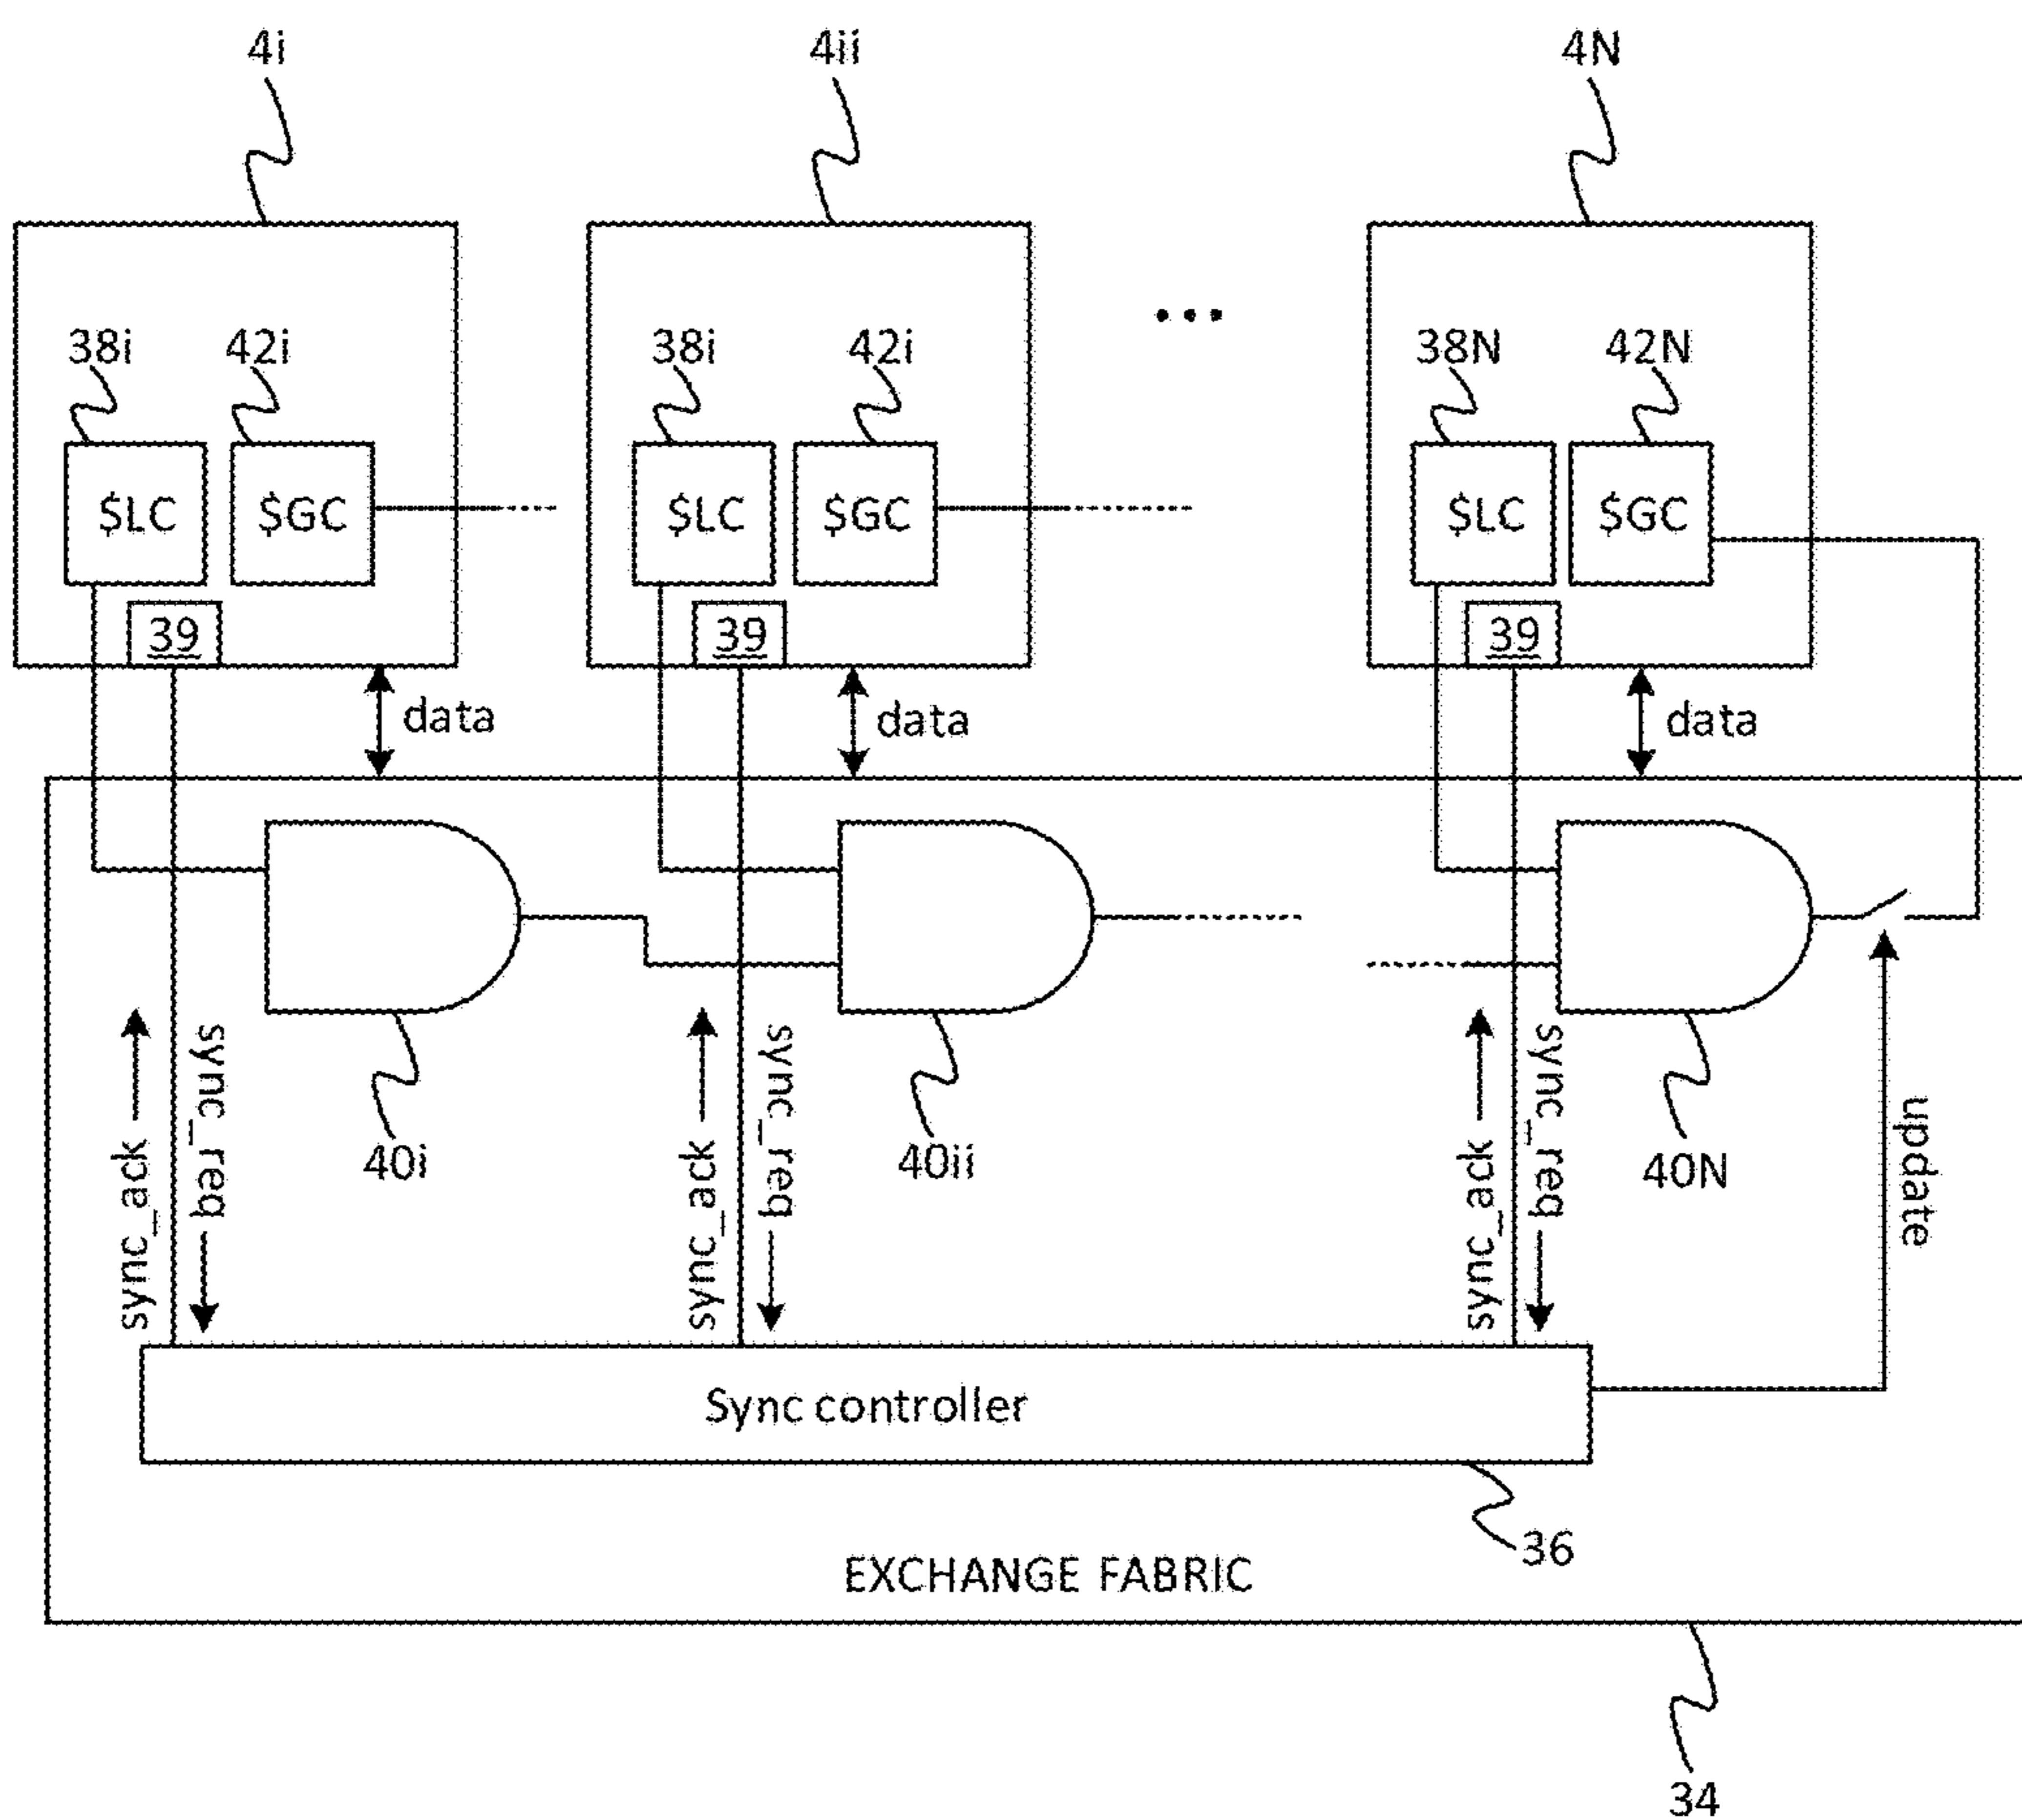 4i 4ii 4N
38i 42i 38i 42i 38N 42N
$LC $GC $LC $GC $LC $GC
39 39 39
data data data
40i 40ii 40N
sync_ack sync_req sync_ack sync_req sync_ack sync_req update
Sync controller
36
EXCHANGE FABRIC
34